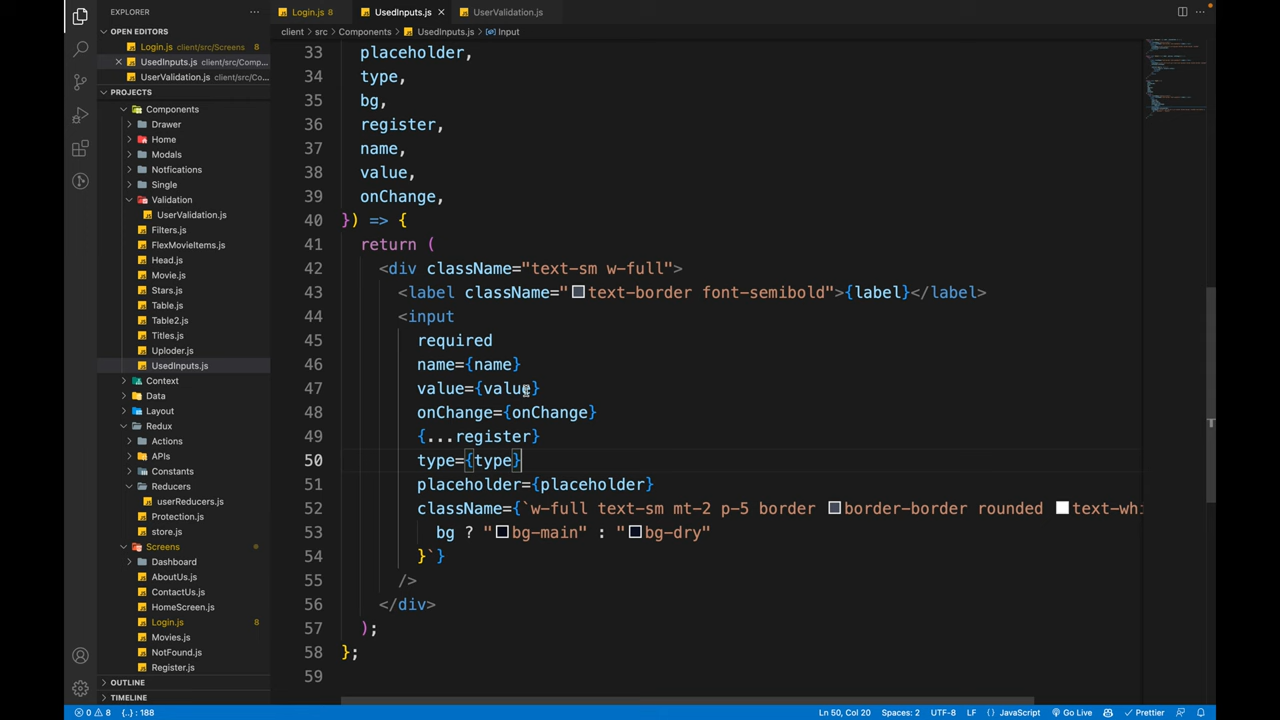 EXPLORER
OPEN EDITORS
Login.js client/src/Screens 8
UsedInputs.js client/src/Comp...
UserValidation.js client/src/Co...
PROJECTS
Components
Drawer
Home
Modals
Notfications
Single
Validation
UserValidation.js
Filters.js
FlexMovieItems.js
Head.js
Movie.js
Stars.js
Table.js
Table2.js
Titles.js
Uploder.js
UsedInputs.js
Context
Data
Layout
Redux
Actions
APIs
Constants
Reducers
userReducers.js
Protection.js
store.js
Screens
Dashboard
AboutUs.js
ContactUs.js
HomeScreen.js
Login.js 8
Movies.js
NotFound.js
Register.js
OUTLINE
TIMELINE
Login.js 8 UsedInputs.js UserValidation.js
client > src > Components > UsedInputs.js > Input
33 placeholder,
34 type,
35 bg,
36 register,
37 name,
38 value,
39 onChange,
40 }) => {
41 return (
42 <div className="text-sm w-full">
43 <label className="text-border font-semibold">{label}</label>
44 <input
45 required
46 name={name}
47 value={value}
48 onChange={onChange}
49 {...register}
50 type={type}
51 placeholder={placeholder}
52 className={`w-full text-sm mt-2 p-5 border border-border rounded text-whi
53 bg ? "bg-main" : "bg-dry"
54 }`}
55 />
56 </div>
57 );
58 };
59
0 8 {..} : 188 Ln 50, Col 20 Spaces: 2 UTF-8 LF {} JavaScript Go Live Prettier